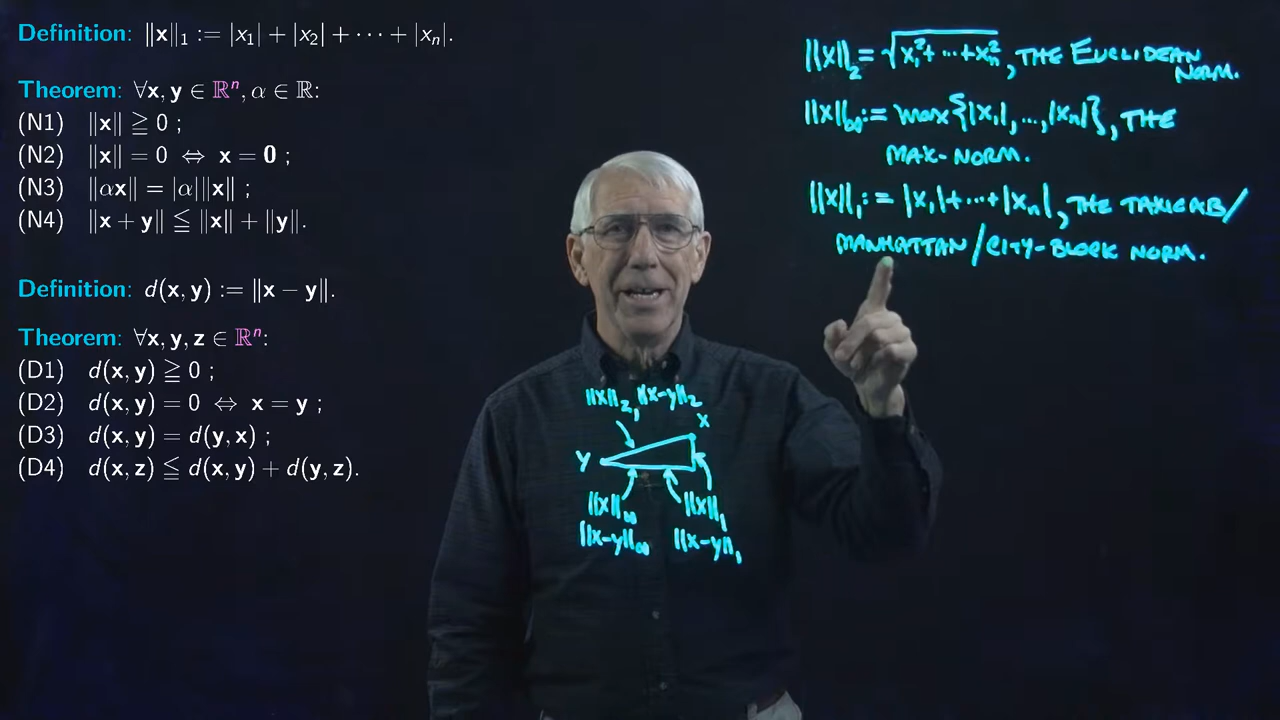 Definition: ‖x‖₁ := |x₁| + |x₂| + ⋯ + |xₙ|.
Theorem: ∀x, y ∈ ℝⁿ, α ∈ ℝ:
(N1) ‖x‖ ≧ 0 ;
(N2) ‖x‖ = 0 ⇔ x = 0 ;
(N3) ‖αx‖ = |α|‖x‖ ;
(N4) ‖x + y‖ ≦ ‖x‖ + ‖y‖.
Definition: d(x, y) := ‖x − y‖.
Theorem: ∀x, y, z ∈ ℝⁿ:
(D1) d(x, y) ≧ 0 ;
(D2) d(x, y) = 0 ⇔ x = y ;
(D3) d(x, y) = d(y, x) ;
(D4) d(x, z) ≦ d(x, y) + d(y, z).
‖x‖₂ = √(x₁² + ⋯ + xₙ²), THE EUCLIDEAN
NORM.
‖x‖∞ := max{|x₁|, ..., |xₙ|}, THE
MAX-NORM.
‖x‖₁ := |x₁| + ⋯ + |xₙ|, THE TAXICAB/
MANHATTAN/CITY-BLOCK NORM.
‖x‖₂, ‖x-y‖₂
x
y
‖x‖∞ ‖x‖₁
‖x-y‖∞ ‖x-y‖₁